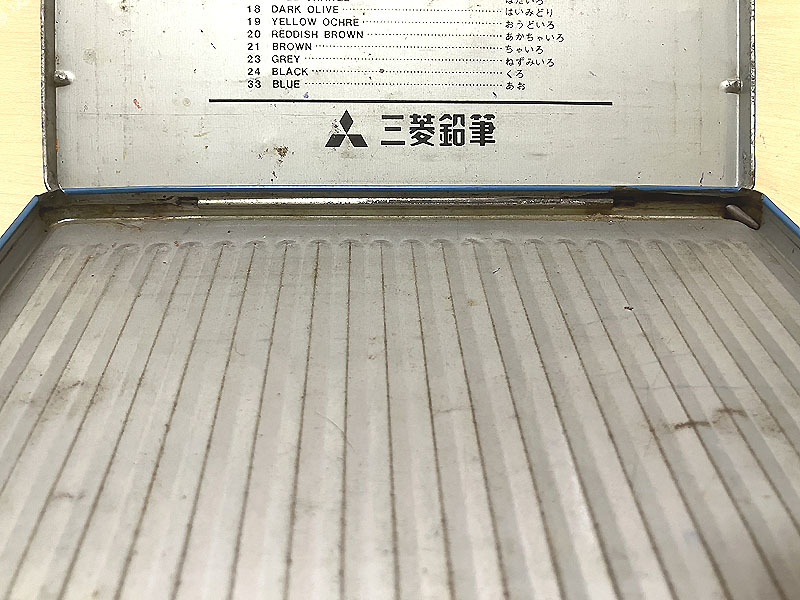 18 DARK OLIVE はいみどり
19 YELLOW OCHRE おうどいろ
20 REDDISH BROWN あかちゃいろ
21 BROWN ちゃいろ
23 GREY ねずみいろ
24 BLACK くろ
33 BLUE あお
三菱鉛筆